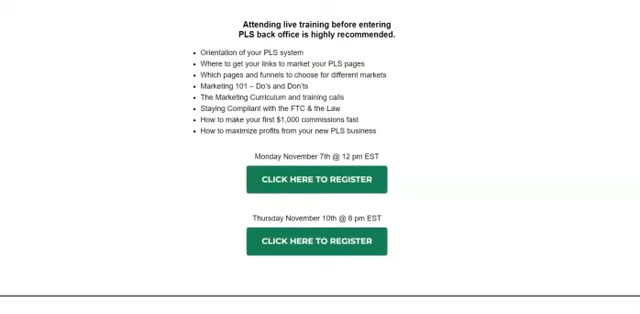 Attending live training before entering
PLS back office is highly recommended.
• Orientation of your PLS system
• Where to get your links to market your PLS pages
• Which pages and funnels to choose for different markets
• Marketing 101 – Do's and Don'ts
• The Marketing Curriculum and training calls
• Staying Compliant with the FTC & the Law
• How to make your first $1,000 commissions fast
• How to maximize profits from your new PLS business
Monday November 7th @ 12 pm EST
CLICK HERE TO REGISTER
Thursday November 10th @ 8 pm EST
CLICK HERE TO REGISTER